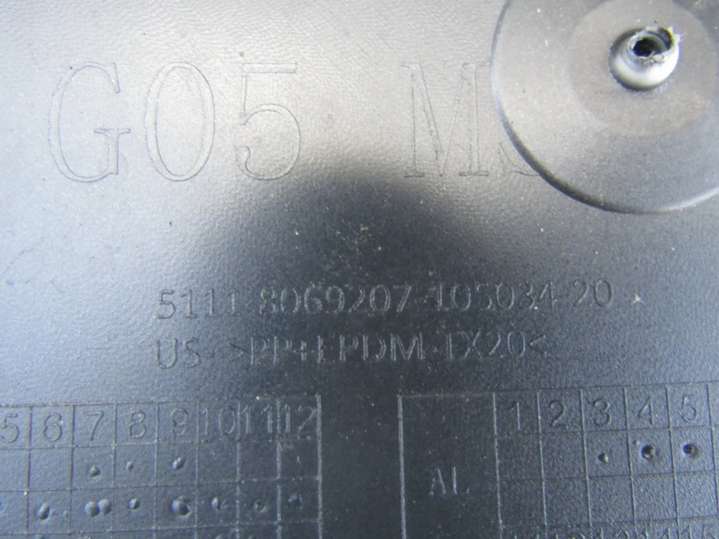 G05 M
5111 8069207-105034-20
US->PP+EPDM-TX20<
5 6 7 8 9 10 11 12
1 2 3 4 5
AL